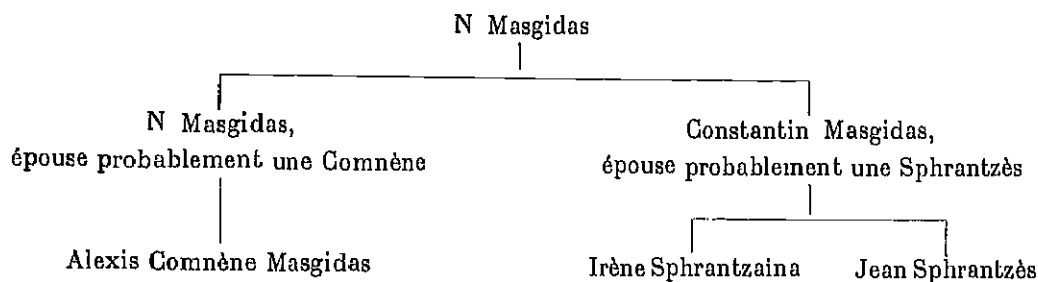 N Masgidas
N Masgidas,
épouse probablement une Comnène
Constantin Masgidas,
épouse probablement une Sphrantzès
Alexis Comnène Masgidas
Irène Sphrantzaina
Jean Sphrantzès